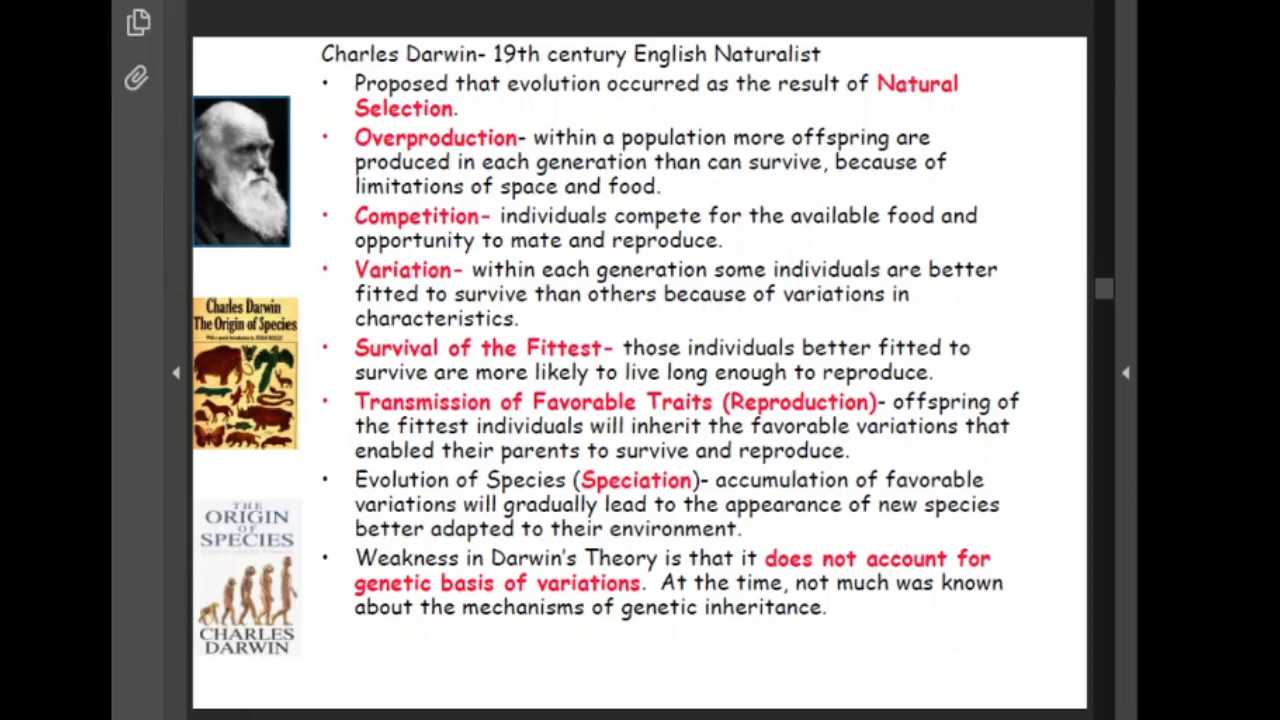 Charles Darwin- 19th century English Naturalist
• Proposed that evolution occurred as the result of Natural
Selection.
• Overproduction- within a population more offspring are
produced in each generation than can survive, because of
limitations of space and food.
• Competition- individuals compete for the available food and
opportunity to mate and reproduce.
• Variation- within each generation some individuals are better
fitted to survive than others because of variations in
characteristics.
• Survival of the Fittest- those individuals better fitted to
survive are more likely to live long enough to reproduce.
• Transmission of Favorable Traits (Reproduction)- offspring of
the fittest individuals will inherit the favorable variations that
enabled their parents to survive and reproduce.
• Evolution of Species (Speciation)- accumulation of favorable
variations will gradually lead to the appearance of new species
better adapted to their environment.
• Weakness in Darwin's Theory is that it does not account for
genetic basis of variations. At the time, not much was known
about the mechanisms of genetic inheritance.
Charles Darwin
The Origin of Species
THE
ORIGIN
OF
SPECIES
CHARLES
DARWIN